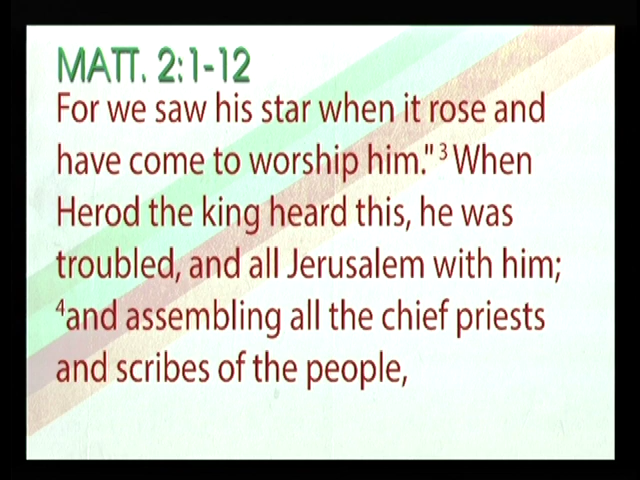 MATT. 2:1-12
For we saw his star when it rose and
have come to worship him." ³ When
Herod the king heard this, he was
troubled, and all Jerusalem with him;
⁴and assembling all the chief priests
and scribes of the people,